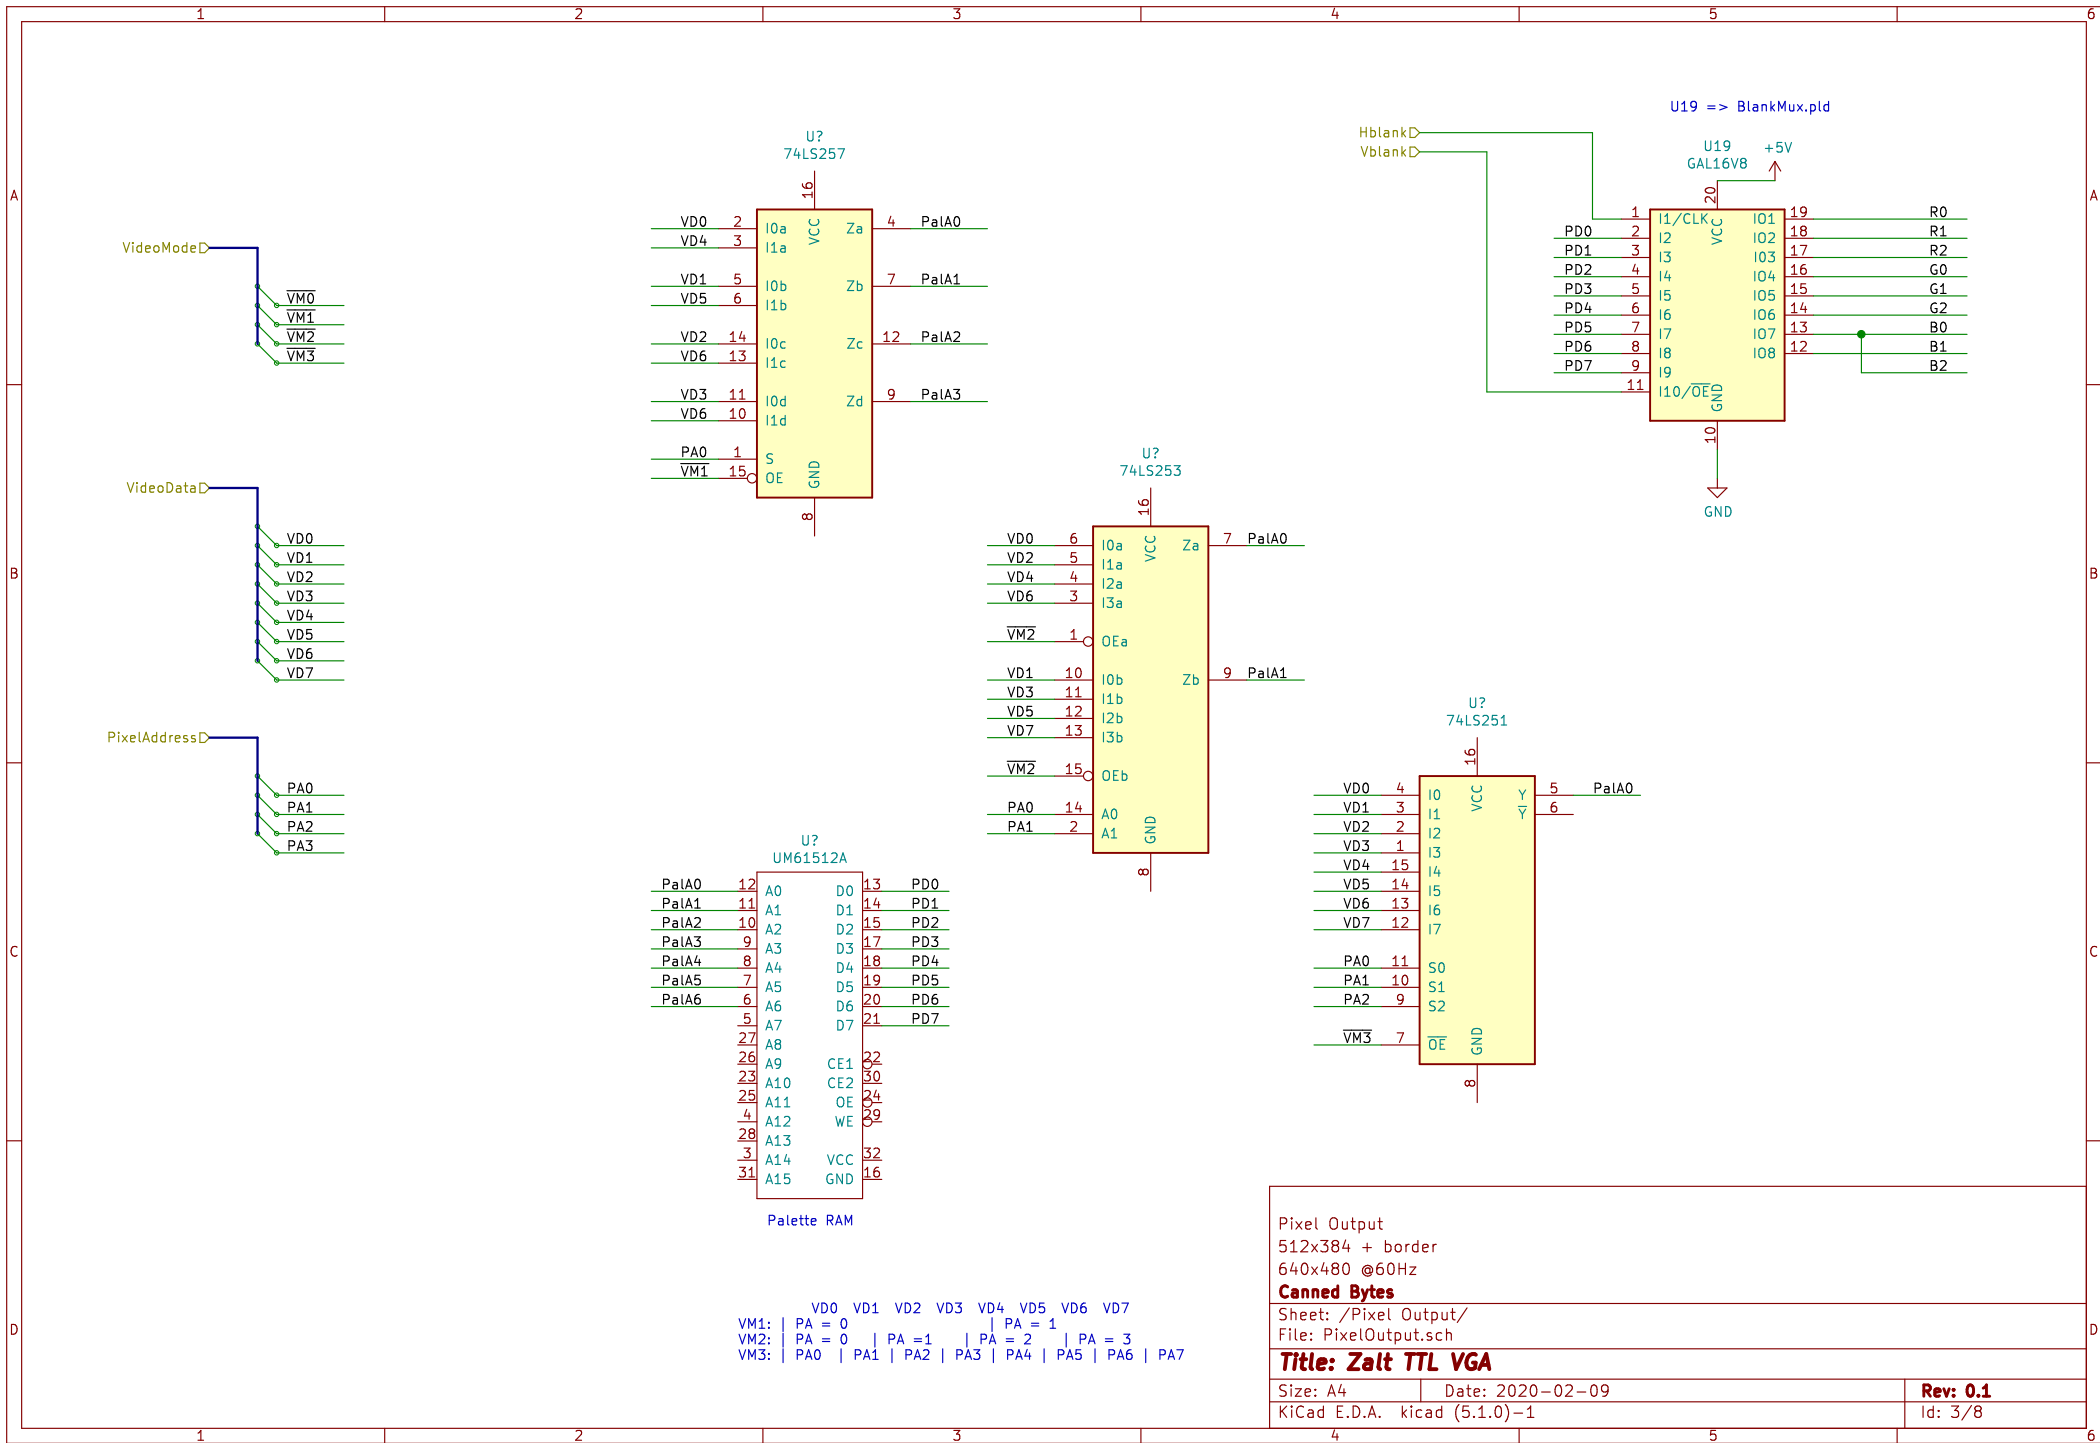 1 2 3 4 5 6
A A
B B
C C
D D
1 2 3 4 5 6
VideoMode
VM0
VM1
VM2
VM3
VideoData
VD0
VD1
VD2
VD3
VD4
VD5
VD6
VD7
PixelAddress
PA0
PA1
PA2
PA3
U?
74LS257
16
VCC
VD0 2 I0a Za 4 PalA0
VD4 3 I1a
VD1 5 I0b Zb 7 PalA1
VD5 6 I1b
VD2 14 I0c Zc 12 PalA2
VD6 13 I1c
VD3 11 I0d Zd 9 PalA3
VD6 10 I1d
PA0 1 S
VM1 15 OE
GND
8
U?
74LS253
16
VCC
VD0 6 I0a Za 7 PalA0
VD2 5 I1a
VD4 4 I2a
VD6 3 I3a
VM2 1 OEa
VD1 10 I0b Zb 9 PalA1
VD3 11 I1b
VD5 12 I2b
VD7 13 I3b
VM2 15 OEb
PA0 14 A0
PA1 2 A1
GND
8
U?
74LS251
16
VCC
VD0 4 I0 Y 5 PalA0
VD1 3 I1 Y 6
VD2 2 I2
VD3 1 I3
VD4 15 I4
VD5 14 I5
VD6 13 I6
VD7 12 I7
PA0 11 S0
PA1 10 S1
PA2 9 S2
VM3 7 OE
GND
8
U?
UM61512A
PalA0 12 A0 D0 13 PD0
PalA1 11 A1 D1 14 PD1
PalA2 10 A2 D2 15 PD2
PalA3 9 A3 D3 17 PD3
PalA4 8 A4 D4 18 PD4
PalA5 7 A5 D5 19 PD5
PalA6 6 A6 D6 20 PD6
5 A7 D7 21 PD7
27 A8
26 A9 CE1 22
23 A10 CE2 30
25 A11 OE 24
4 A12 WE 29
28 A13
3 A14 VCC 32
31 A15 GND 16
Palette RAM
U19 => BlankMux.pld
Hblank
Vblank
U19
GAL16V8
+5V
20
VCC
1 I1/CLK IO1 19 R0
PD0 2 I2 IO2 18 R1
PD1 3 I3 I03 17 R2
PD2 4 I4 IO4 16 G0
PD3 5 I5 IO5 15 G1
PD4 6 I6 IO6 14 G2
PD5 7 I7 IO7 13 B0
PD6 8 I8 IO8 12 B1
PD7 9 I9 B2
11 I10/OE
GND
10
GND
VD0 VD1 VD2 VD3 VD4 VD5 VD6 VD7
VM1: | PA = 0 | PA = 1
VM2: | PA = 0 | PA =1 | PA = 2 | PA = 3
VM3: | PA0 | PA1 | PA2 | PA3 | PA4 | PA5 | PA6 | PA7
Pixel Output
512x384 + border
640x480 @60Hz
Canned Bytes
Sheet: /Pixel Output/
File: PixelOutput.sch
Title: Zalt TTL VGA
Size: A4 Date: 2020-02-09 Rev: 0.1
KiCad E.D.A. kicad (5.1.0)-1 Id: 3/8